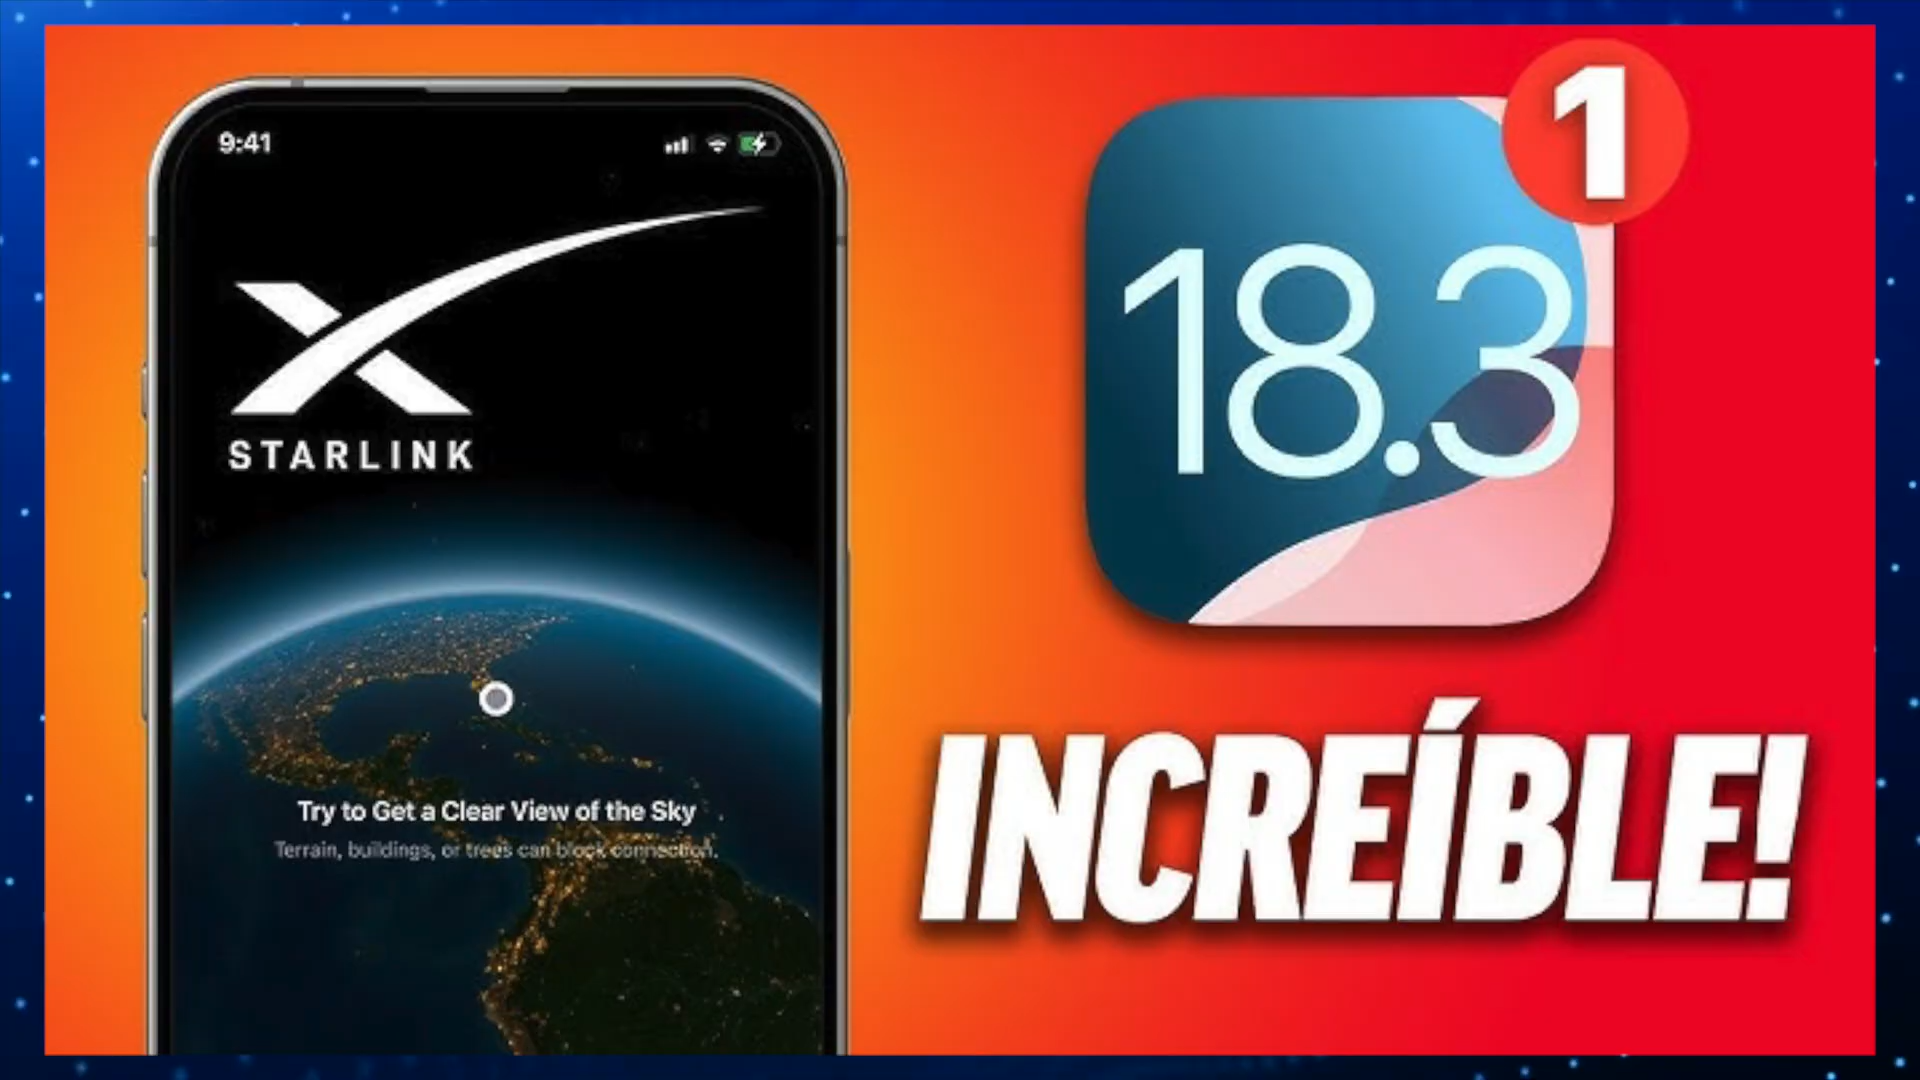 9:41
STARLINK
Try to Get a Clear View of the Sky
Terrain, buildings, or trees can block connection.
1
18.3
INCREÍBLE!